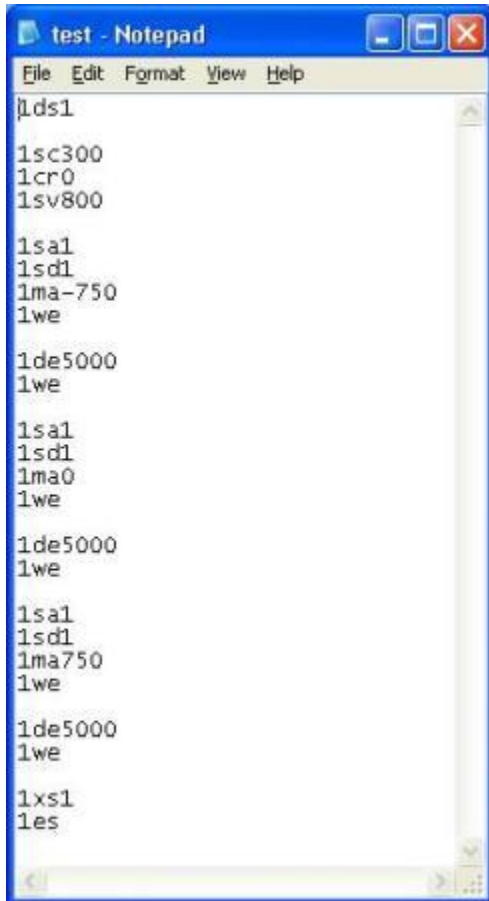 test - Notepad
File Edit Format View Help
1ds1
1sc300
1cr0
1sv800
1sa1
1sd1
1ma-750
1we
1de5000
1we
1sa1
1sd1
1ma0
1we
1de5000
1we
1sa1
1sd1
1ma750
1we
1de5000
1we
1xs1
1es